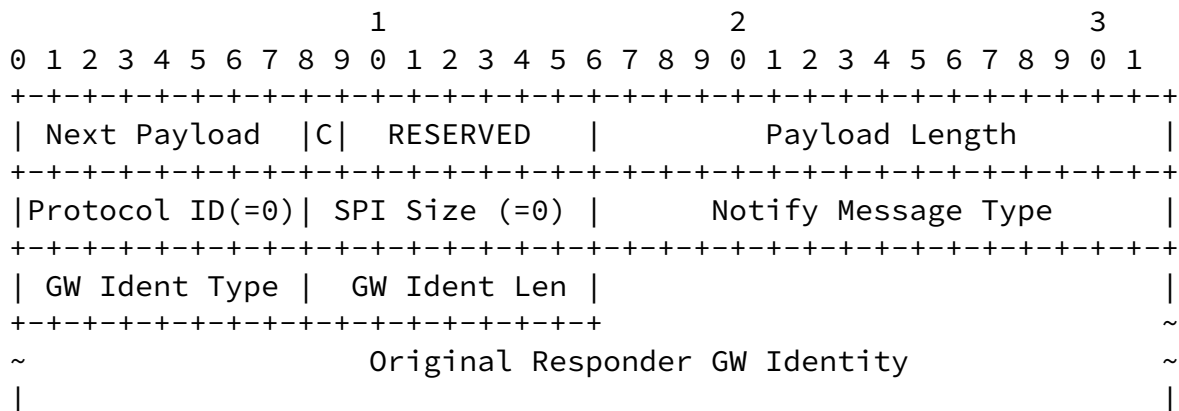 1                   2                   3
0 1 2 3 4 5 6 7 8 9 0 1 2 3 4 5 6 7 8 9 0 1 2 3 4 5 6 7 8 9 0 1
+-+-+-+-+-+-+-+-+-+-+-+-+-+-+-+-+-+-+-+-+-+-+-+-+-+-+-+-+-+-+-+-+
| Next Payload  |C|  RESERVED   |         Payload Length        |
+-+-+-+-+-+-+-+-+-+-+-+-+-+-+-+-+-+-+-+-+-+-+-+-+-+-+-+-+-+-+-+-+
|Protocol ID(=0)| SPI Size (=0) |      Notify Message Type      |
+-+-+-+-+-+-+-+-+-+-+-+-+-+-+-+-+-+-+-+-+-+-+-+-+-+-+-+-+-+-+-+-+
| GW Ident Type |  GW Ident Len |                               |
+-+-+-+-+-+-+-+-+-+-+-+-+-+-+-+-+                               ~
~                   Original Responder GW Identity              ~
|                                                               |